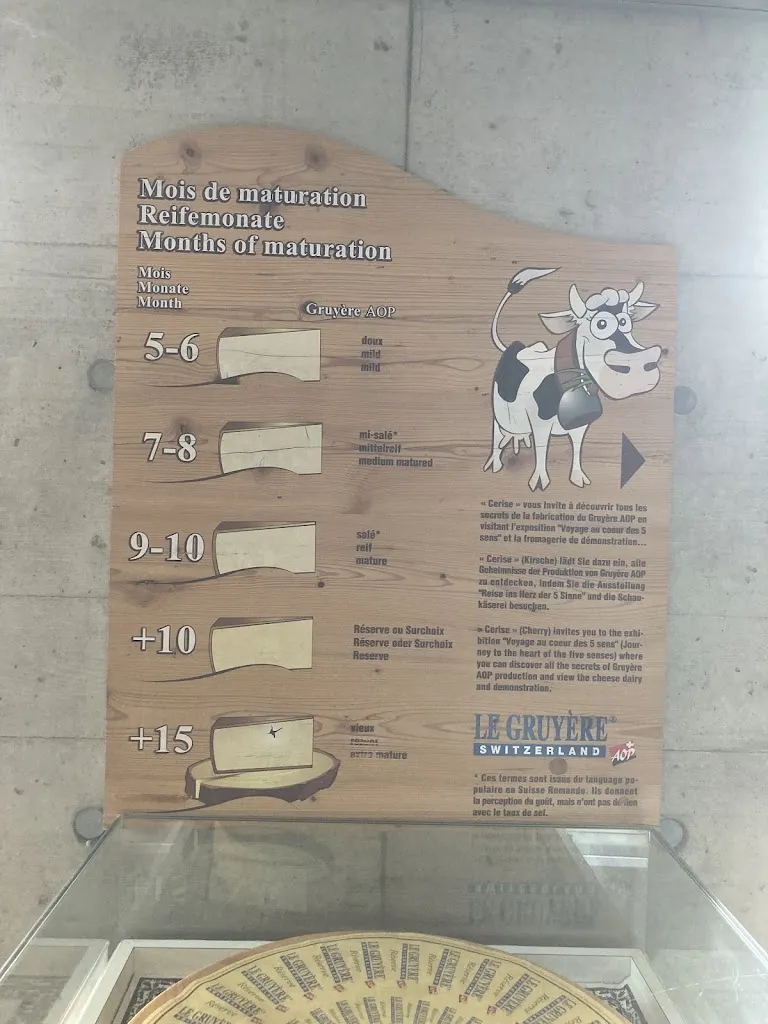 Mois de maturation
Reifemonate
Months of maturation
Mois
Monate
Month
Gruyère AOP
5-6
doux
mild
mild
7-8
mi-salé*
mittelreif
medium matured
9-10
salé*
reif
mature
+10
Réserve ou Surchoix
Réserve oder Surchoix
Reserve
+15
vieux
extra mature
« Cerise » vous invite à découvrir tous les
secrets de la fabrication du Gruyère AOP en
visitant l'exposition "Voyage au coeur des 5
sens" et la fromagerie de démonstration...
« Cerise » (Kirsche) lädt Sie dazu ein, alle
Geheimnisse der Produktion von Gruyère AOP
zu entdecken, indem Sie die Ausstellung
"Reise ins Herz der 5 Sinne" und die Schau-
käserei besuchen.
« Cerise » (Cherry) invites you to the exhi-
bition "Voyage au coeur des 5 sens" (Jour-
ney to the heart of the five senses) where
you can discover all the secrets of Gruyère
AOP production and view the cheese dairy
and demonstration.
LE GRUYÈRE®
SWITZERLAND AOP
* Ces termes sont issus du language po-
pulaire en Suisse Romande. Ils donnent
la perception du goût, mais n'ont pas de lien
avec le taux de sel.
LE GRUYÈRE
Réserve